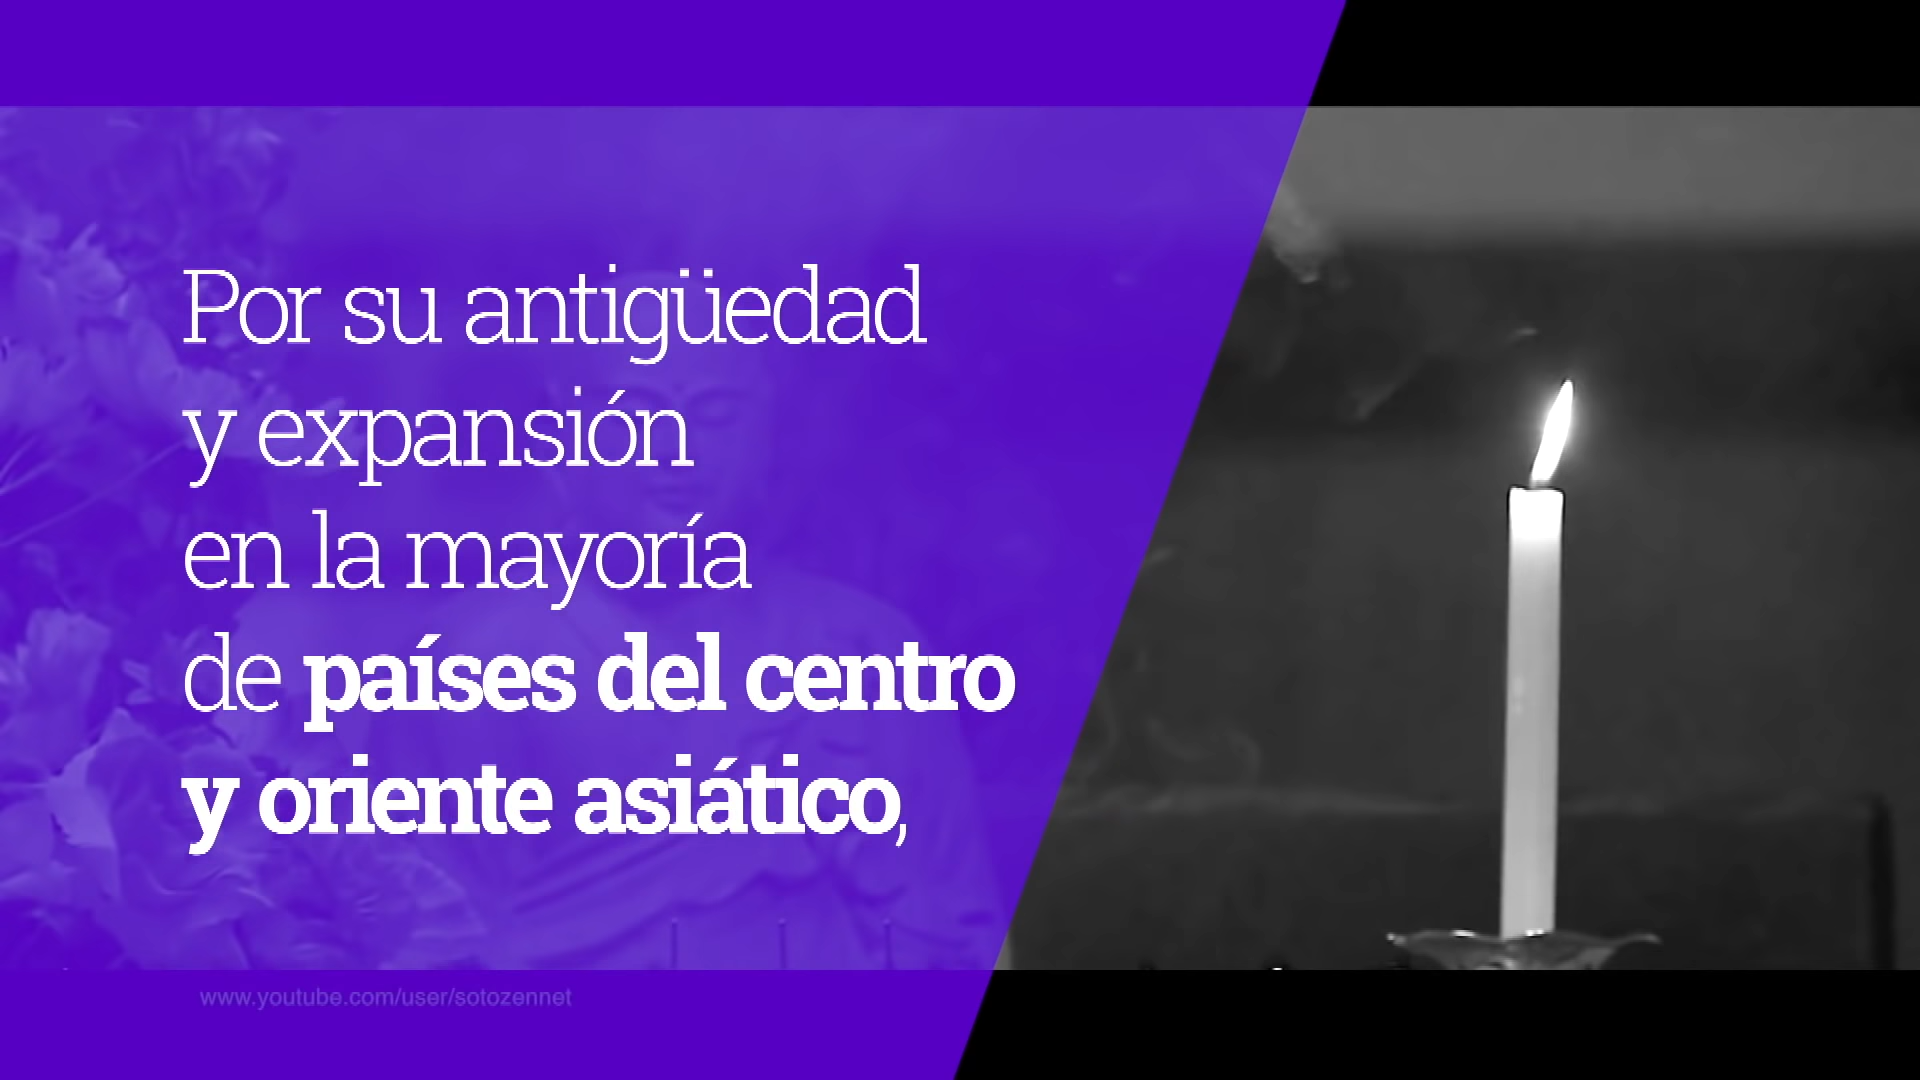 Por su antigüedad
y expansión
en la mayoría
de países del centro
y oriente asiático,
www.youtube.com/user/sotozennet